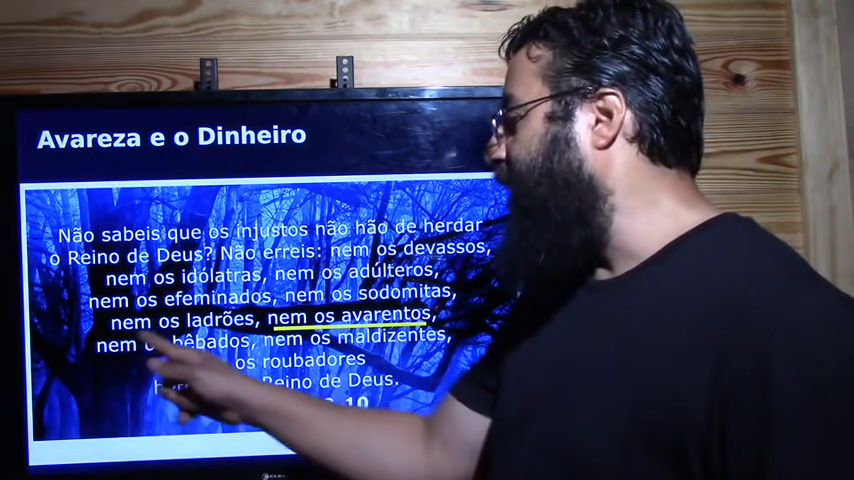 Avareza e o Dinheiro
Não sabeis que os injustos não hão de herdar
o Reino de Deus? Não erreis: nem os devassos,
nem os idólatras, nem os adúlteros,
nem os efeminados, nem os sodomitas,
nem os ladrões, nem os avarentos,
nem bêbados, nem os maldizentes,
os roubadores
Reino de Deus.
10